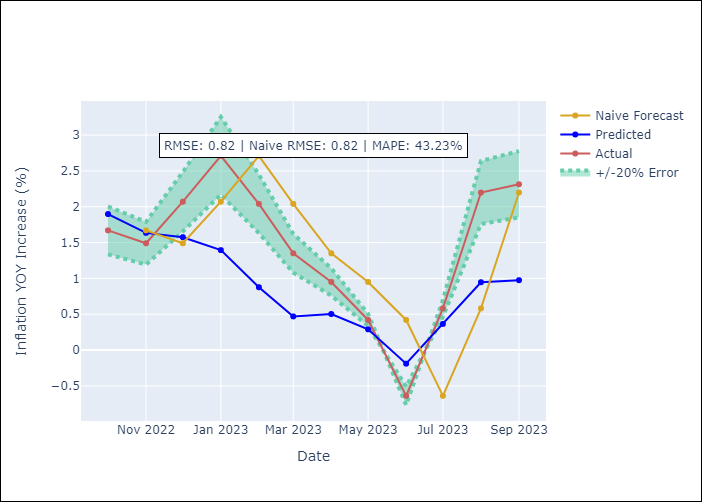 RMSE: 0.82 | Naive RMSE: 0.82 | MAPE: 43.23%
Naive Forecast
Predicted
Actual
+/-20% Error
Inflation YOY Increase (%)
3
2.5
2
1.5
1
0.5
0
−0.5
Nov 2022
Jan 2023
Mar 2023
May 2023
Jul 2023
Sep 2023
Date